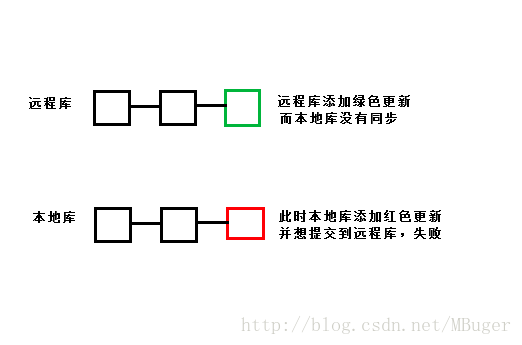 远程库
远程库添加绿色更新
而本地库没有同步
本地库
此时本地库添加红色更新
并想提交到远程库，失败
http://blog.csdn.net/MBuger